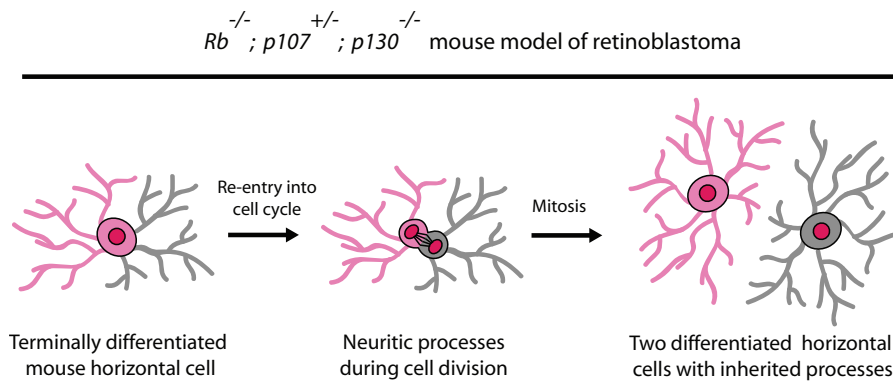 Rb-/-; p107+/-; p130-/- mouse model of retinoblastoma
Re-entry into
cell cycle
Mitosis
Terminally differentiated
mouse horizontal cell
Neuritic processes
during cell division
Two differentiated horizontal
cells with inherited processes